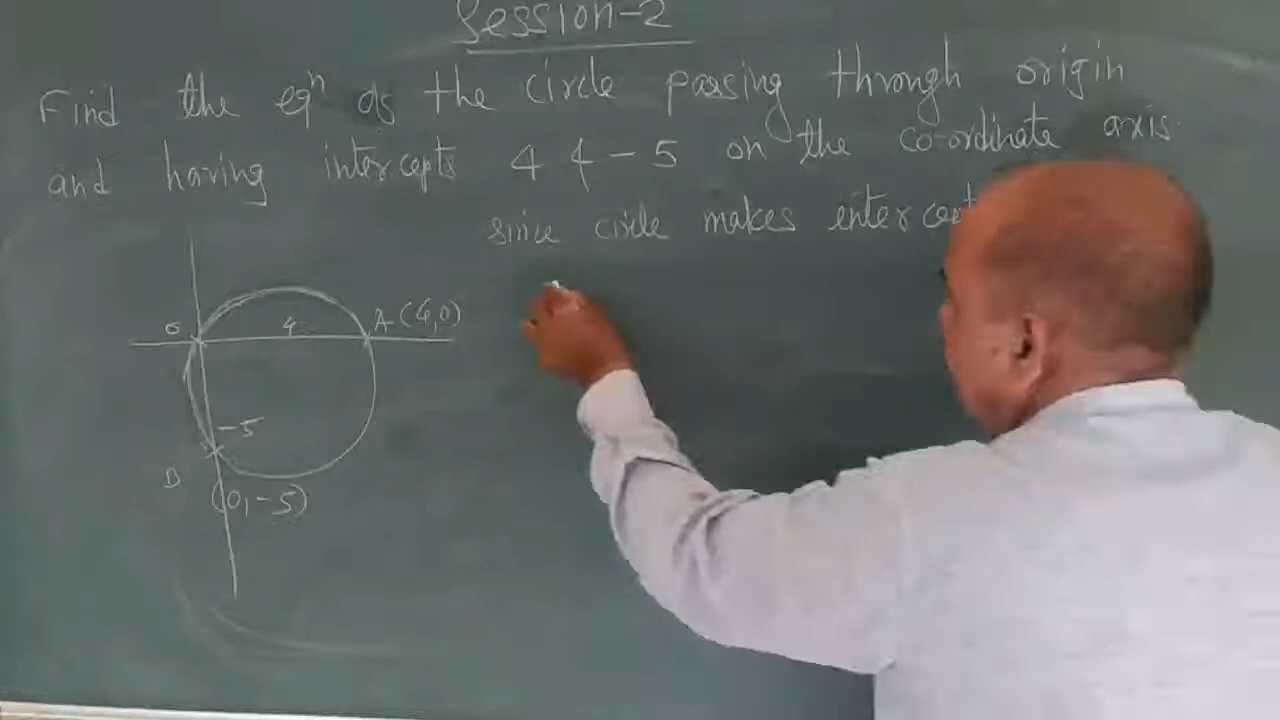 Session-2
Find the eqn of the circle passing through origin
and having intercepts 4 & -5 on the co-ordinate axis
since circle makes
O 4 A (4,0)
-5
B
(0,-5)